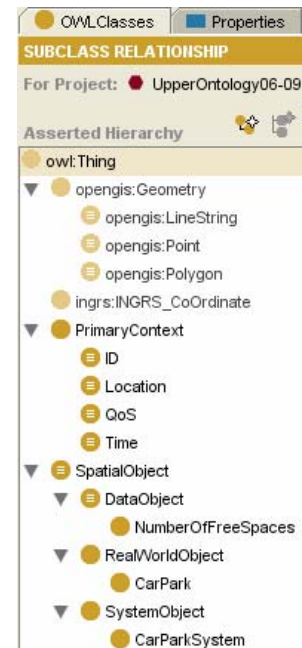 OWLClasses Properties
SUBCLASS RELATIONSHIP
For Project: UpperOntology06-09
Asserted Hierarchy
owl:Thing
opengis:Geometry
opengis:LineString
opengis:Point
opengis:Polygon
ingrs:INGRS_CoOrdinate
PrimaryContext
ID
Location
QoS
Time
SpatialObject
DataObject
NumberOfFreeSpaces
RealWorldObject
CarPark
SystemObject
CarParkSystem